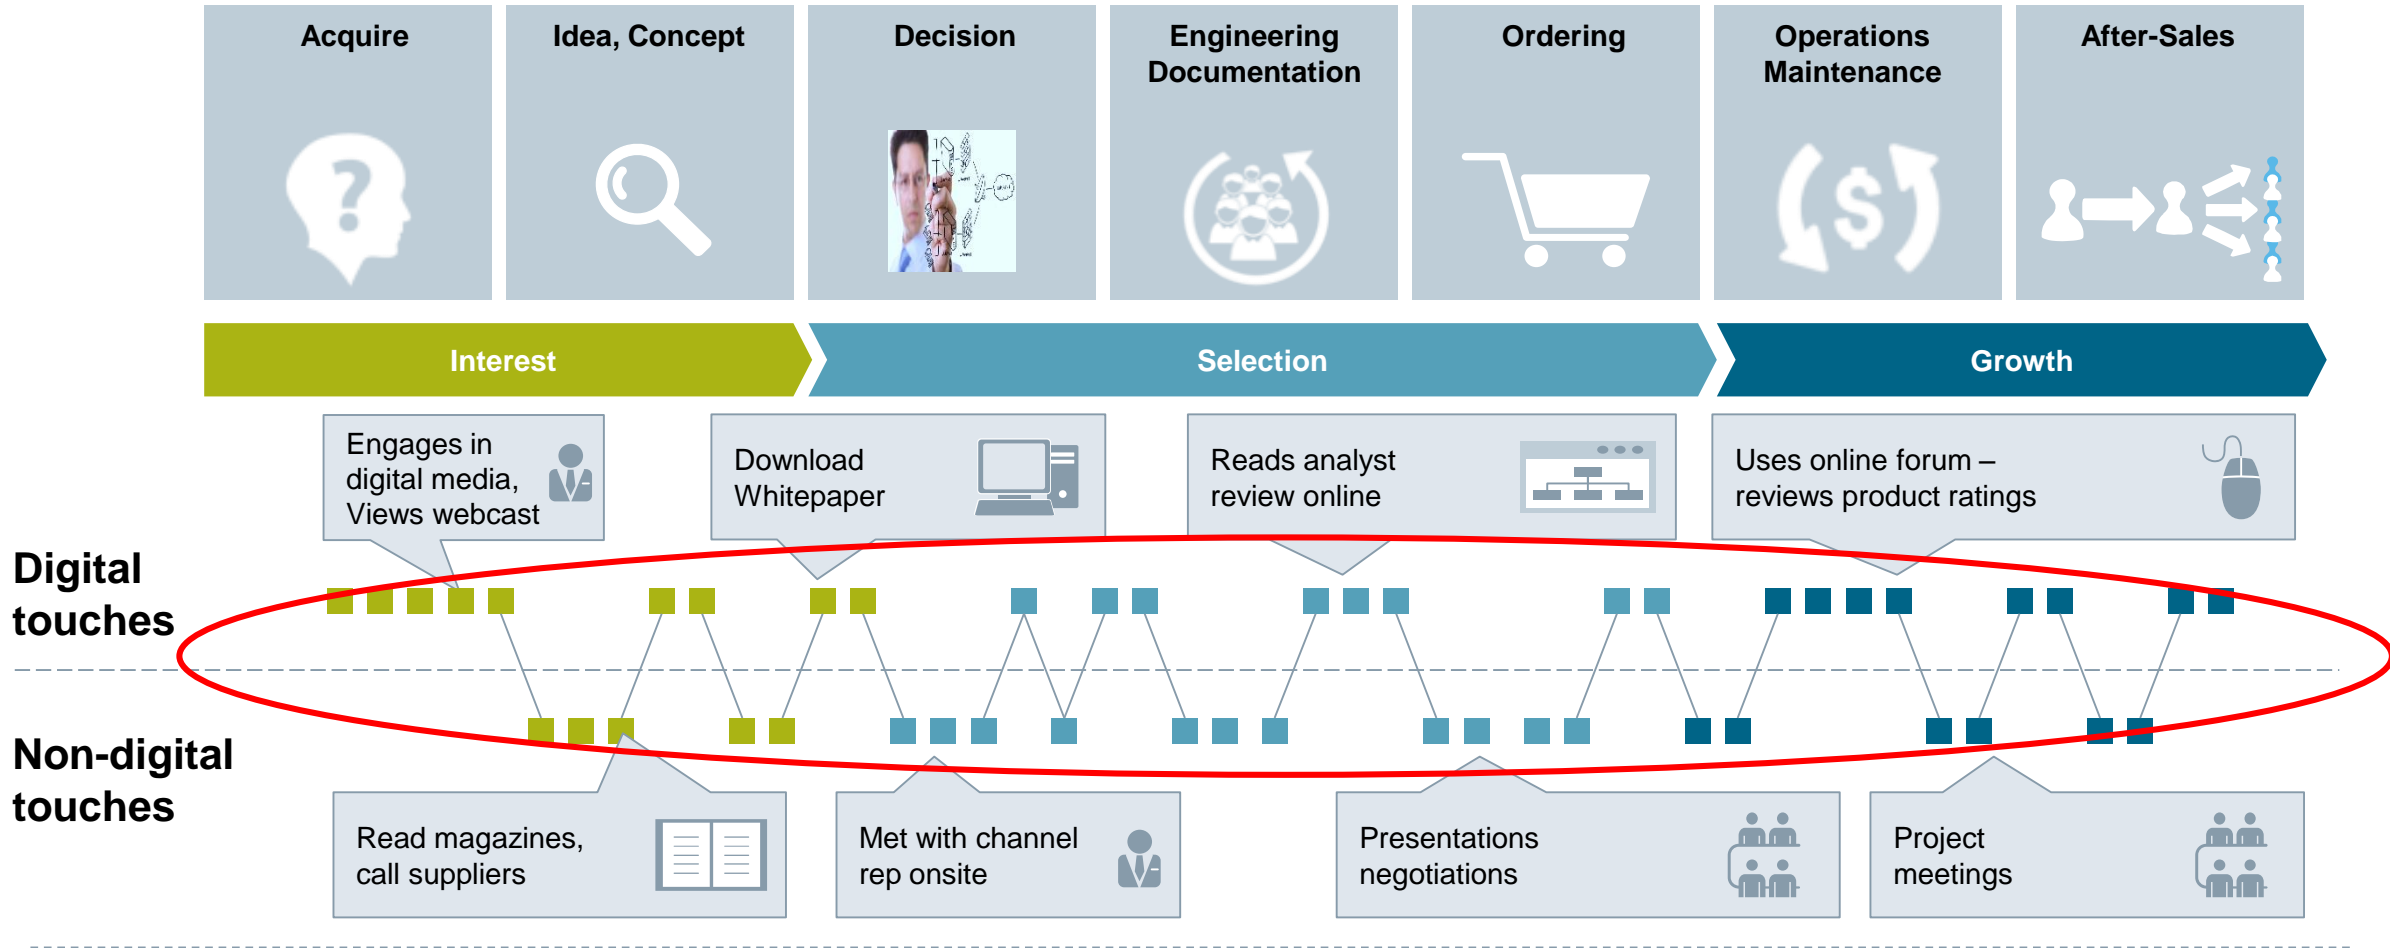 Acquire
Idea, Concept
Decision
Engineering
Documentation
Ordering
Operations
Maintenance
After-Sales
Interest
Selection
Growth
Engages in
digital media,
Views webcast
Download
Whitepaper
Reads analyst
review online
Uses online forum –
reviews product ratings
Digital
touches
Non-digital
touches
Read magazines,
call suppliers
Met with channel
rep onsite
Presentations
negotiations
Project
meetings